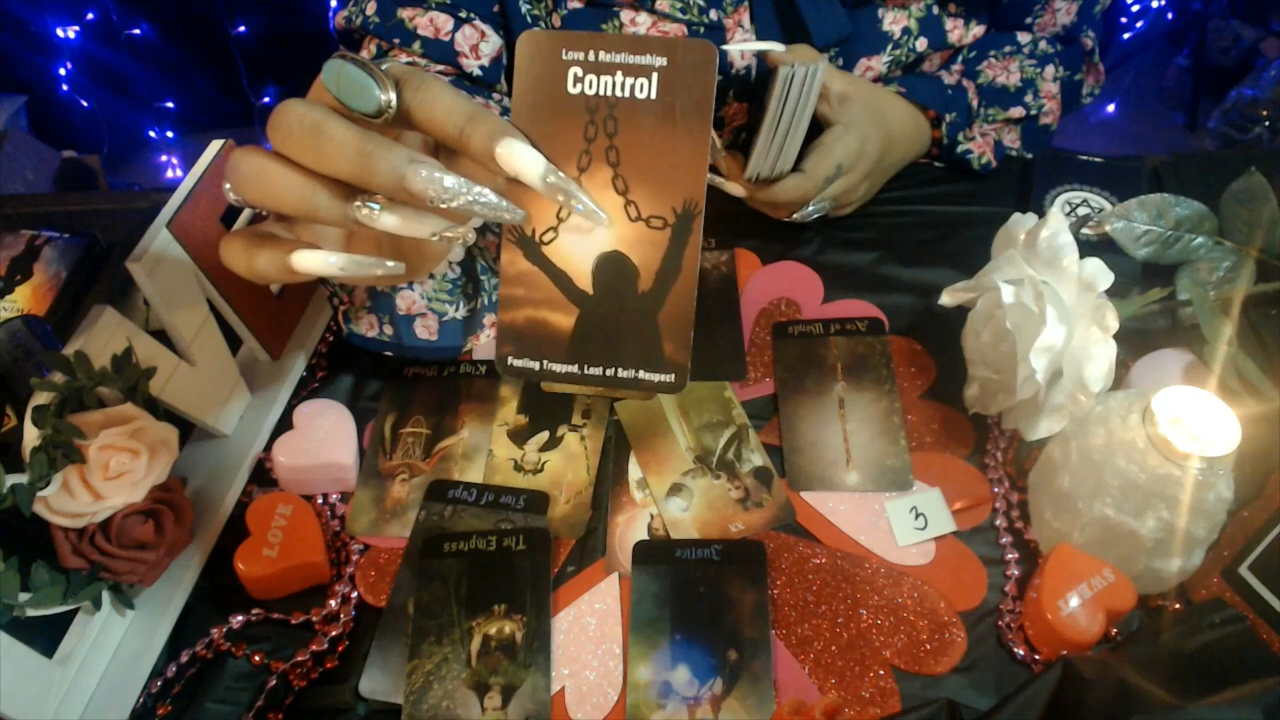 Love & Relationships
Control
Feeling Trapped, Lost of Self-Respect
King of Wands
Ace of Wands
3
Five of Cups
The Empress
Justice
XX
LOVE
SWEET